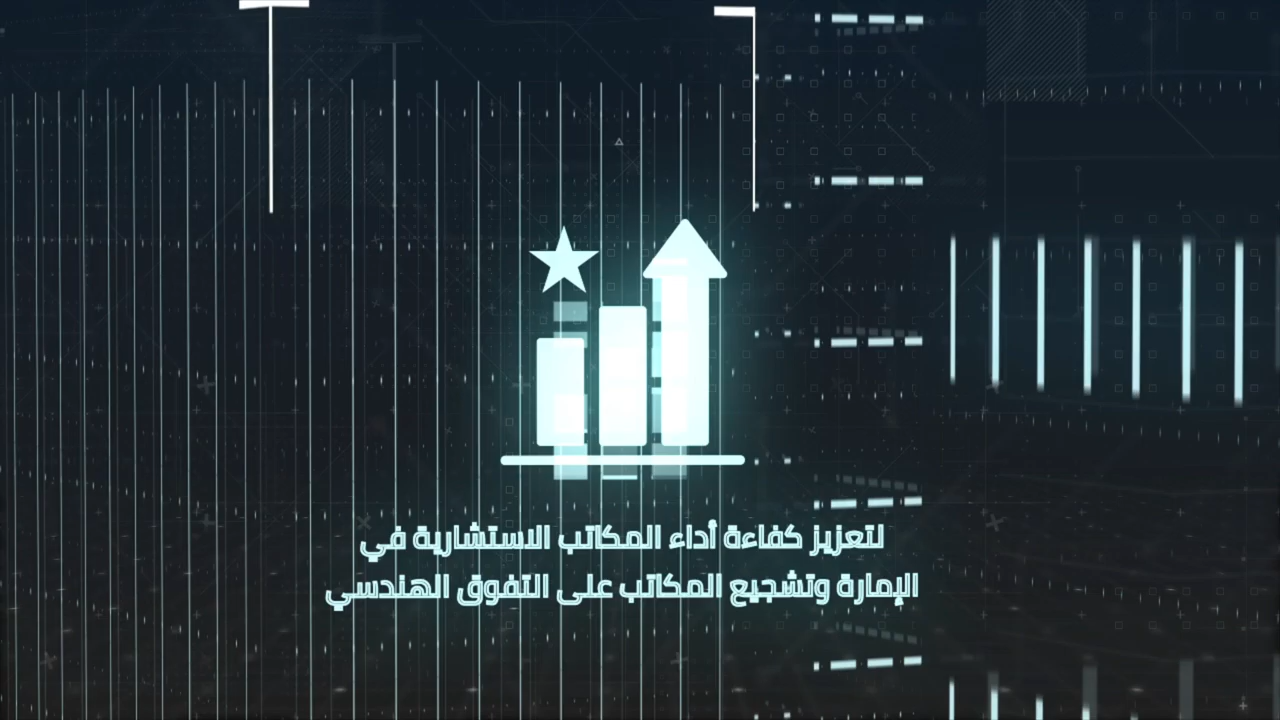 لتعزيز كفاءة أداء المكاتب الاستشارية في
الإمارة وتشجيع المكاتب على التفوق الهندسي